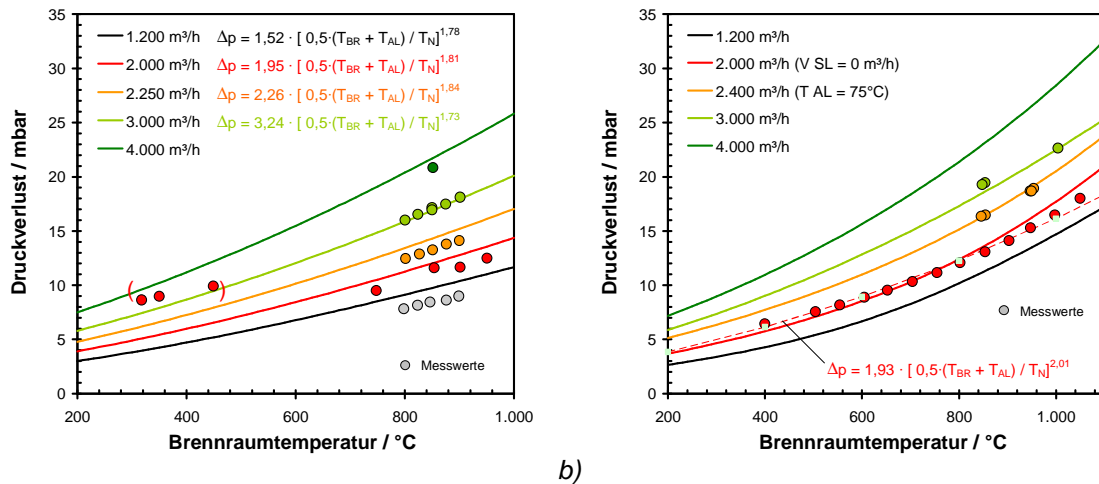 35
30
25
20
15
10
5
0
Druckverlust / mbar
1.200 m³/h Δp = 1,52 · [ 0,5·(T_BR + T_AL) / T_N]^1,78
2.000 m³/h Δp = 1,95 · [ 0,5·(T_BR + T_AL) / T_N]^1,81
2.250 m³/h Δp = 2,26 · [ 0,5·(T_BR + T_AL) / T_N]^1,84
3.000 m³/h Δp = 3,24 · [ 0,5·(T_BR + T_AL) / T_N]^1,73
4.000 m³/h
( )
Messwerte
200 400 600 800 1.000
Brennraumtemperatur / °C
35
30
25
20
15
10
5
0
Druckverlust / mbar
1.200 m³/h
2.000 m³/h (V SL = 0 m³/h)
2.400 m³/h (T AL = 75°C)
3.000 m³/h
4.000 m³/h
Messwerte
Δp = 1,93 · [ 0,5·(T_BR + T_AL) / T_N]^2,01
200 400 600 800 1.000
Brennraumtemperatur / °C
b)